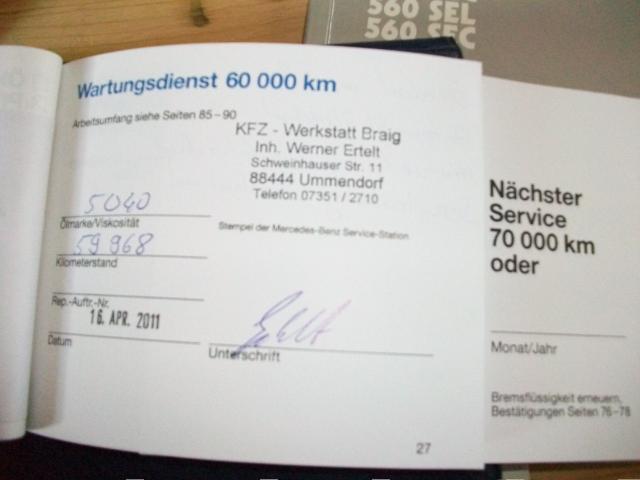 560 SEL
560 SEC
Wartungsdienst 60 000 km
Arbeitsumfang siehe Seiten 85–90
KFZ - Werkstatt Braig
Inh. Werner Ertelt
Schweinhauser Str. 11
88444 Ummendorf
Telefon 07351 / 2710
5040
Ölmarke/Viskosität
Stempel der Mercedes-Benz Service-Station
59 968
Kilometerstand
Rep.-Auftr.-Nr.
16. APR. 2011
Datum
Unterschrift
27
Nächster
Service
70 000 km
oder
Monat/Jahr
Bremsflüssigkeit erneuern,
Bestätigungen Seiten 76–78